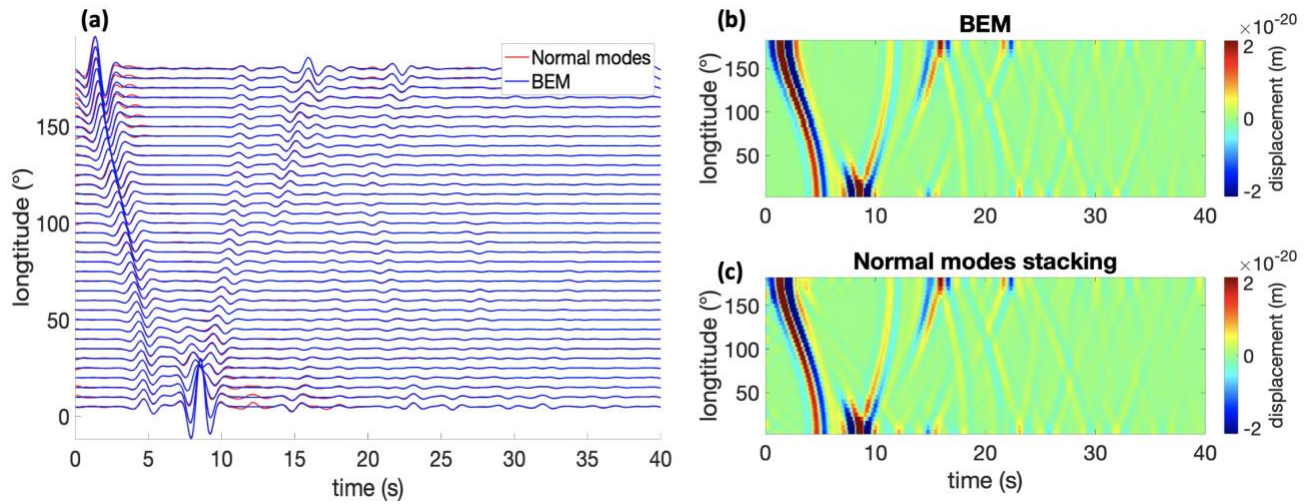 (a)
Normal modes
BEM
150
100
50
0
longtitude (°)
0 5 10 15 20 25 30 35 40
time (s)
(b)
BEM
×10-20
150
100
50
longtitude (°)
0 10 20 30 40
2
0
-2
displacement (m)
(c)
Normal modes stacking
×10-20
150
100
50
longtitude (°)
0 10 20 30 40
time (s)
2
0
-2
displacement (m)